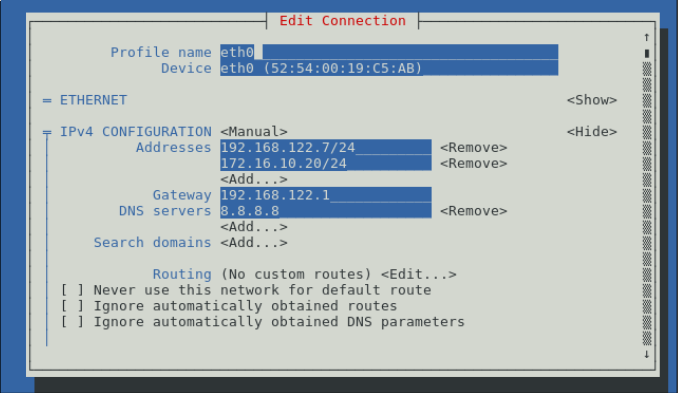 Edit Connection
Profile name eth0
Device eth0 (52:54:00:19:C5:AB)
= ETHERNET <Show>
IPv4 CONFIGURATION <Manual> <Hide>
Addresses 192.168.122.7/24 <Remove>
172.16.10.20/24 <Remove>
<Add...>
Gateway 192.168.122.1
DNS servers 8.8.8.8 <Remove>
<Add...>
Search domains <Add...>
Routing (No custom routes) <Edit...>
[ ] Never use this network for default route
[ ] Ignore automatically obtained routes
[ ] Ignore automatically obtained DNS parameters